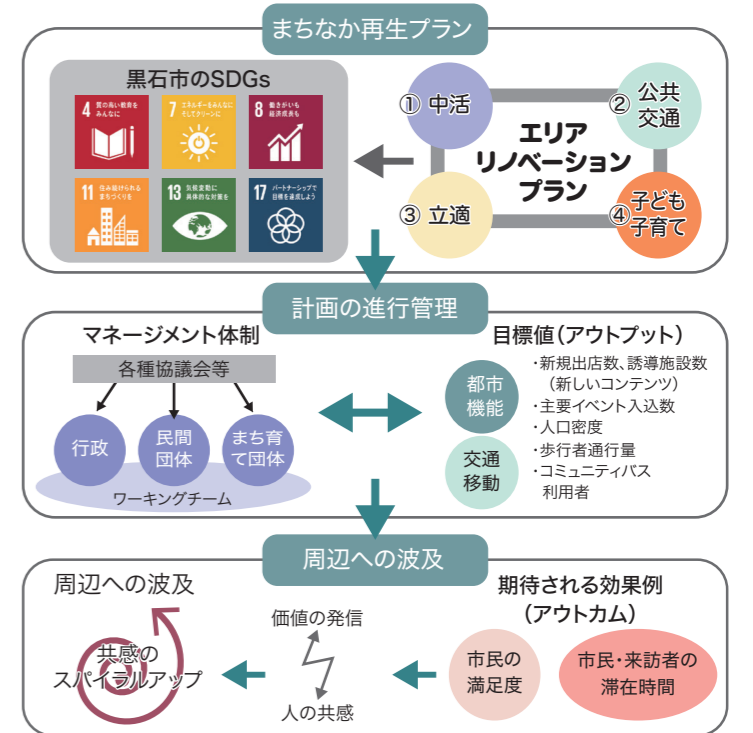 まちなか再生プラン
黒石市のSDGs
4 質の高い教育を
みんなに
7 エネルギーをみんなに
そしてクリーンに
8 働きがいも
経済成長も
11 住み続けられる
まちづくりを
13 気候変動に
具体的な対策を
17 パートナーシップで
目標を達成しよう
① 中活
② 公共
交通
エリア
リノベーション
プラン
③ 立適
④ 子ども
子育て
計画の進行管理
マネージメント体制
各種協議会等
行政
民間
団体
まち育
て団体
ワーキングチーム
目標値(アウトプット)
都市
機能
交通
移動
・新規出店数、誘導施設数
(新しいコンテンツ)
・主要イベント入込数
・人口密度
・歩行者通行量
・コミュニティバス
利用者
周辺への波及
周辺への波及
共感の
スパイラルアップ
価値の発信
人の共感
期待される効果例
(アウトカム)
市民の
満足度
市民・来訪者の
滞在時間